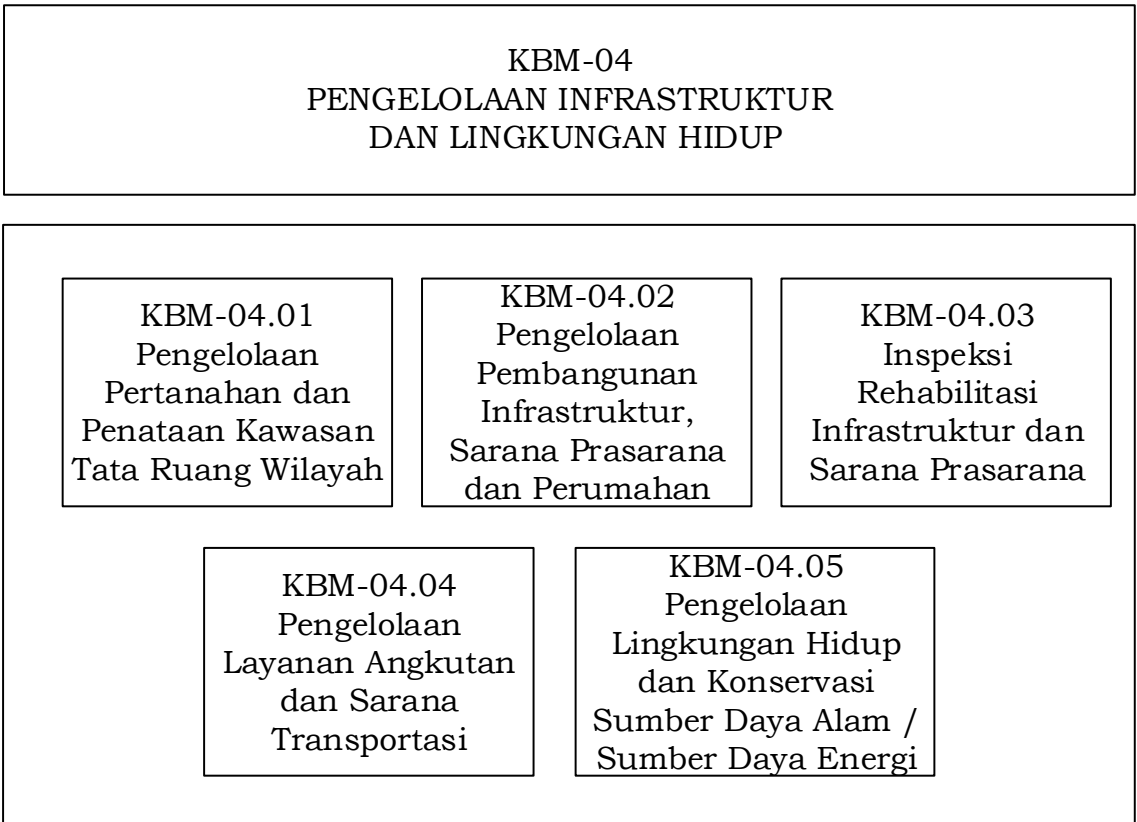 KBM-04
PENGELOLAAN INFRASTRUKTUR
DAN LINGKUNGAN HIDUP
KBM-04.01
Pengelolaan
Pertanahan dan
Penataan Kawasan
Tata Ruang Wilayah
KBM-04.02
Pengelolaan
Pembangunan
Infrastruktur,
Sarana Prasarana
dan Perumahan
KBM-04.03
Inspeksi
Rehabilitasi
Infrastruktur dan
Sarana Prasarana
KBM-04.04
Pengelolaan
Layanan Angkutan
dan Sarana
Transportasi
KBM-04.05
Pengelolaan
Lingkungan Hidup
dan Konservasi
Sumber Daya Alam /
Sumber Daya Energi